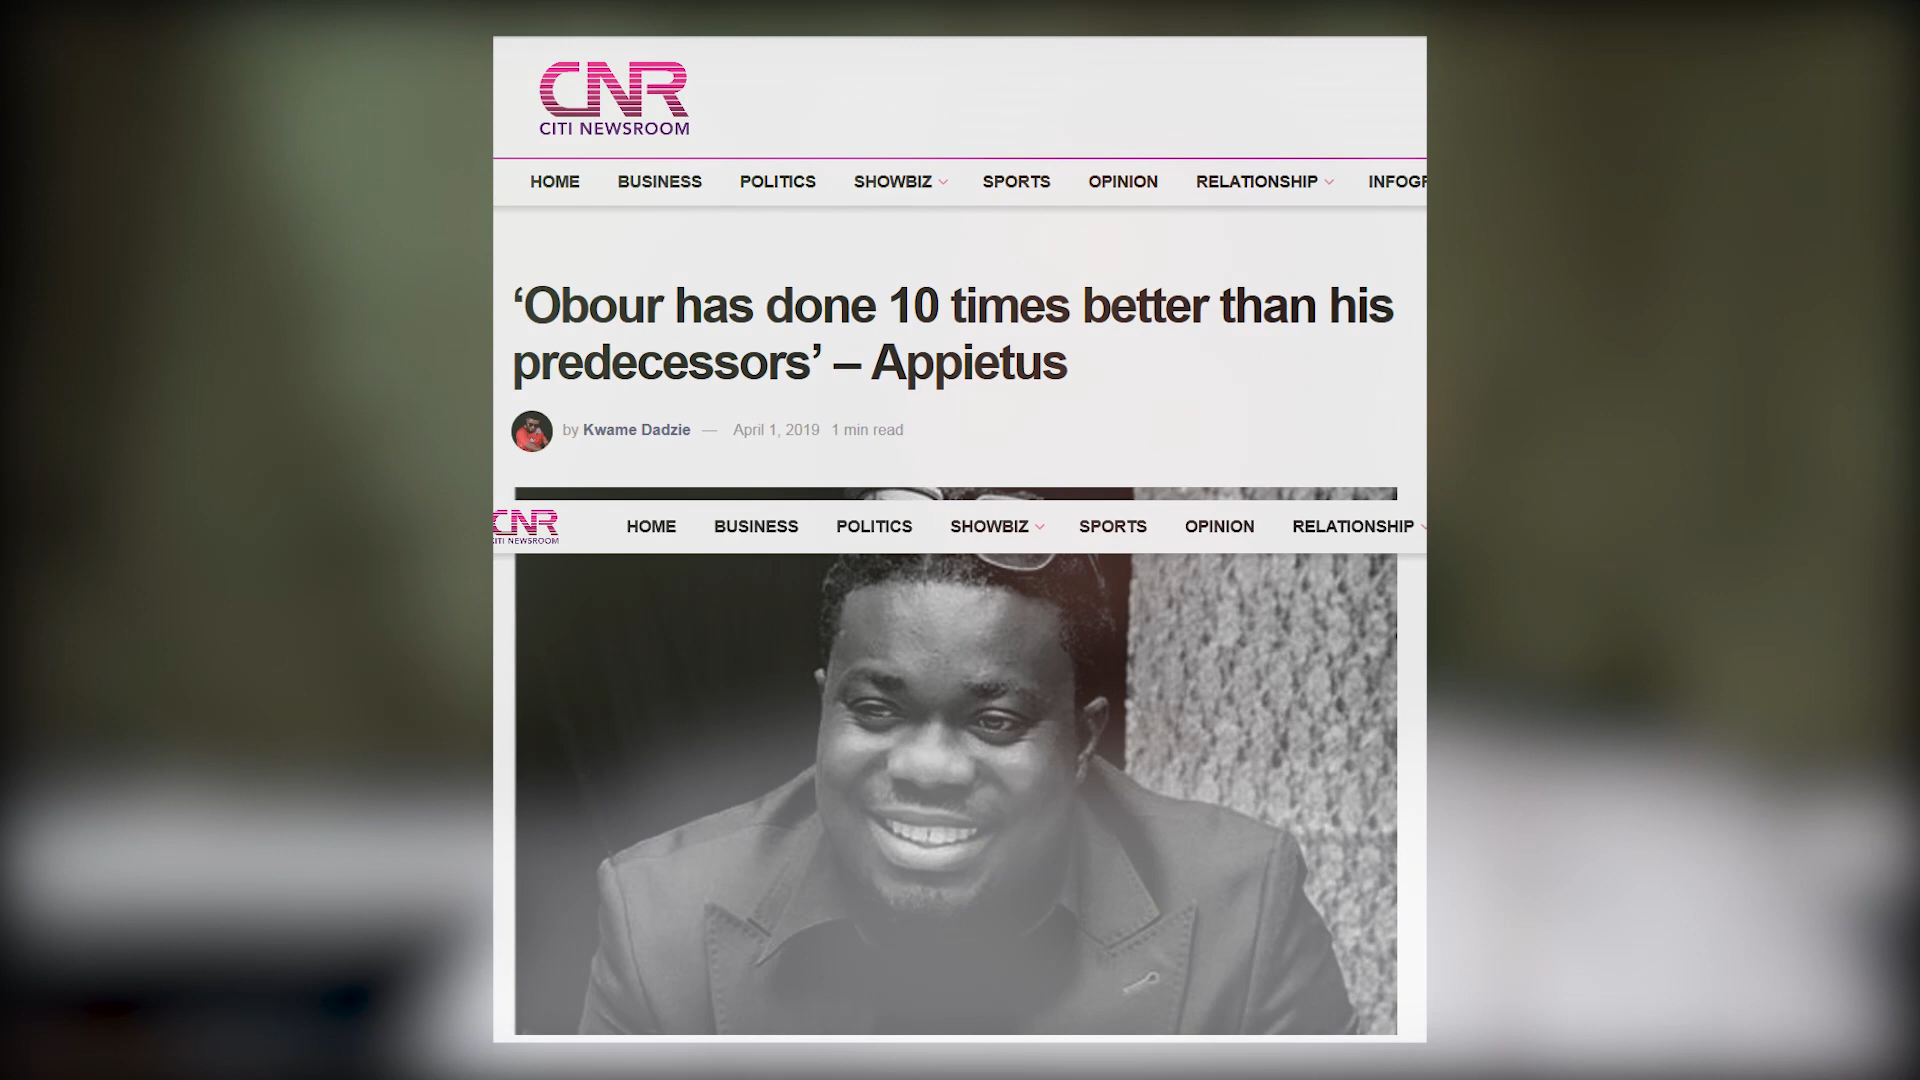 CNR
CITI NEWSROOM
HOME BUSINESS POLITICS SHOWBIZ SPORTS OPINION RELATIONSHIP INFOGR
‘Obour has done 10 times better than his
predecessors’ – Appietus
by Kwame Dadzie — April 1, 2019 1 min read
CNR
CITI NEWSROOM
HOME BUSINESS POLITICS SHOWBIZ SPORTS OPINION RELATIONSHIP